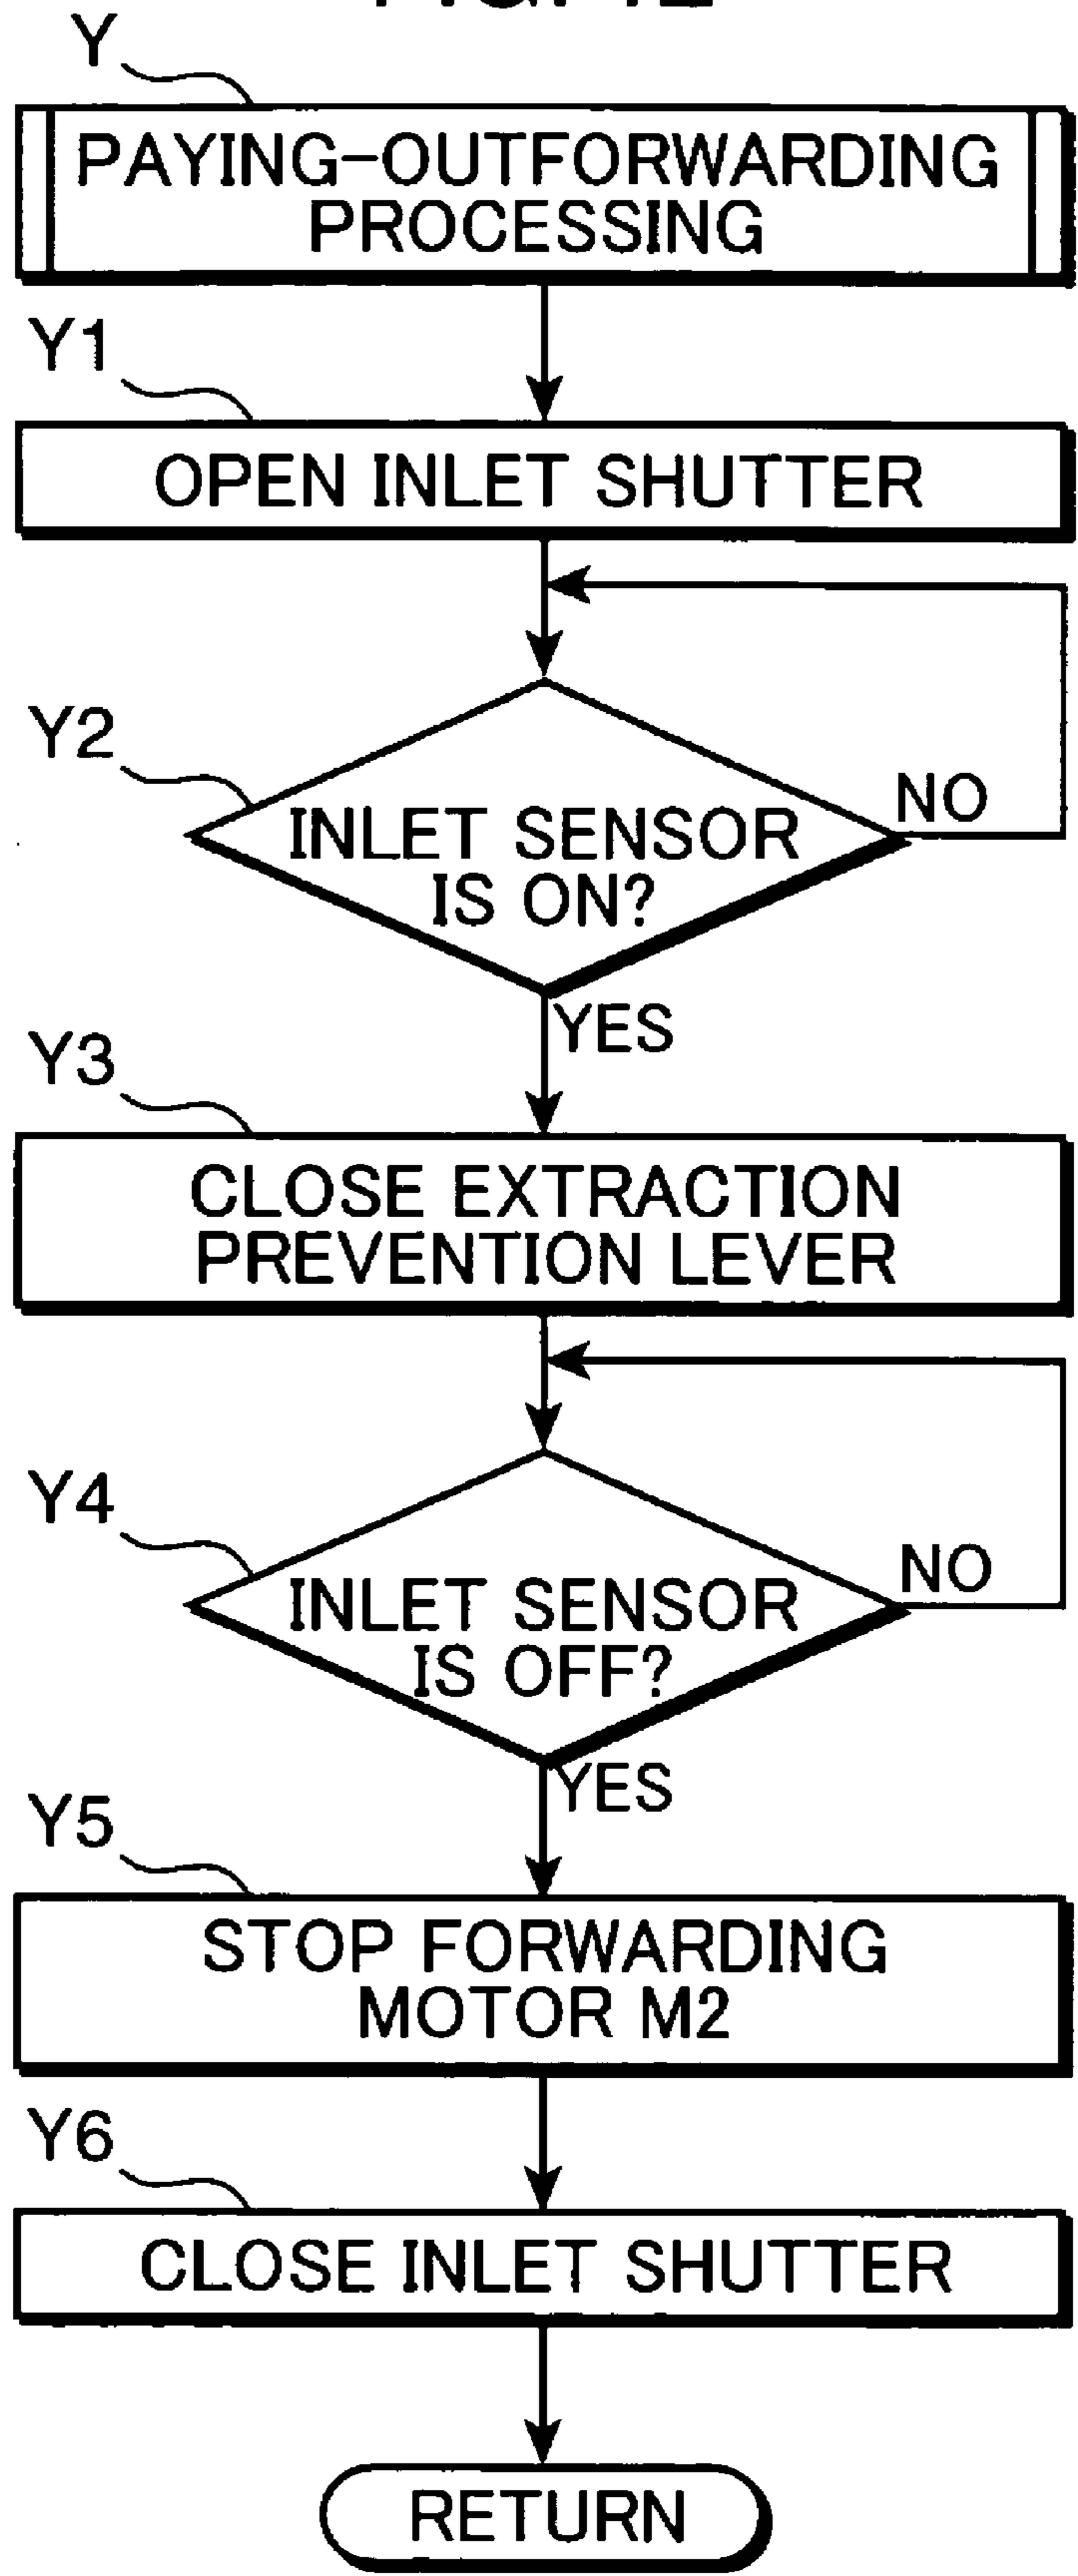 Y
PAYING-OUTFORWARDING
PROCESSING
Y1
OPEN INLET SHUTTER
Y2
INLET SENSOR
IS ON?
NO
YES
Y3
CLOSE EXTRACTION
PREVENTION LEVER
Y4
INLET SENSOR
IS OFF?
NO
YES
Y5
STOP FORWARDING
MOTOR M2
Y6
CLOSE INLET SHUTTER
RETURN